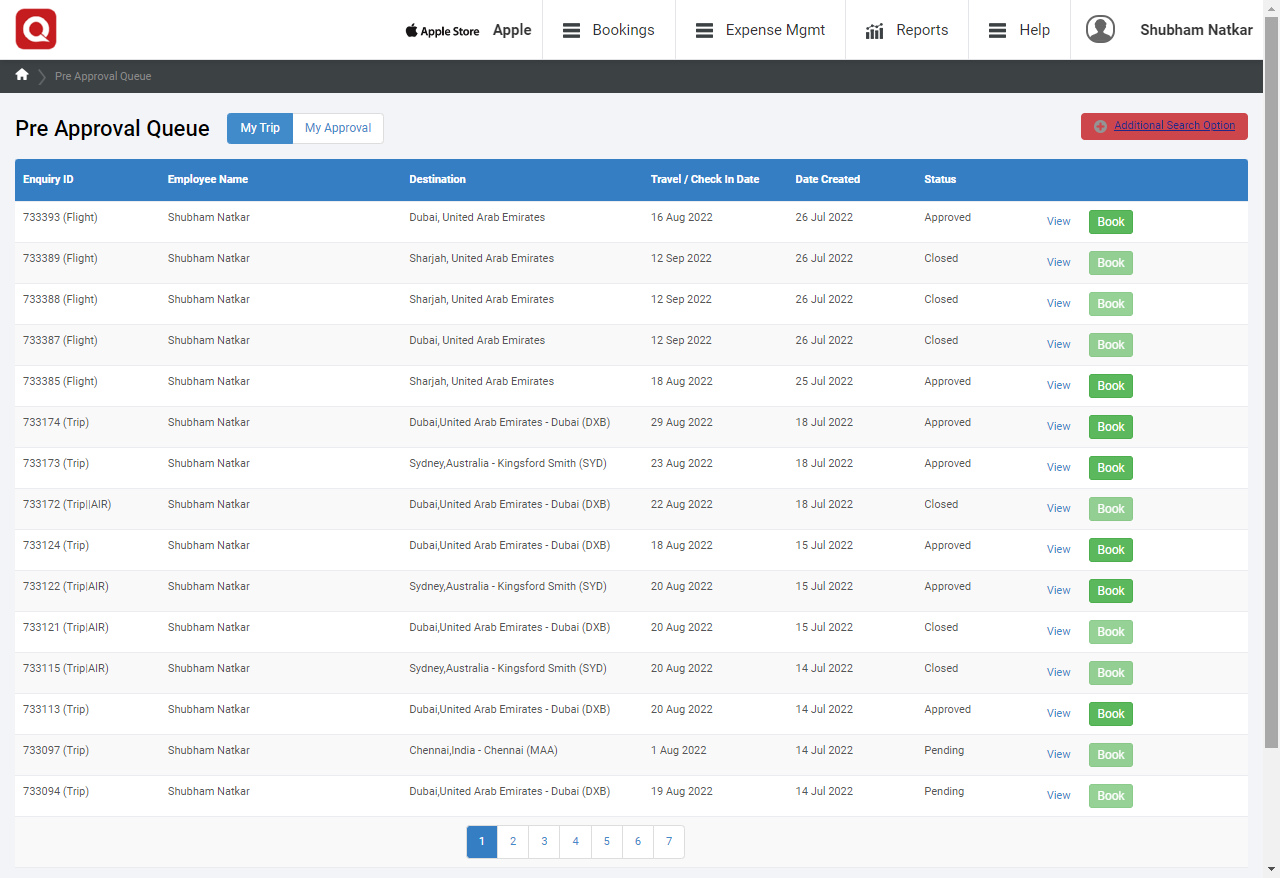 Apple Store Apple Bookings Expense Mgmt Reports Help Shubham Natkar
Pre Approval Queue
Pre Approval Queue My Trip My Approval Additional Search Option
Enquiry ID Employee Name Destination Travel / Check In Date Date Created Status
733393 (Flight) Shubham Natkar Dubai, United Arab Emirates 16 Aug 2022 26 Jul 2022 Approved View Book
733389 (Flight) Shubham Natkar Sharjah, United Arab Emirates 12 Sep 2022 26 Jul 2022 Closed View Book
733388 (Flight) Shubham Natkar Sharjah, United Arab Emirates 12 Sep 2022 26 Jul 2022 Closed View Book
733387 (Flight) Shubham Natkar Dubai, United Arab Emirates 12 Sep 2022 26 Jul 2022 Closed View Book
733385 (Flight) Shubham Natkar Sharjah, United Arab Emirates 18 Aug 2022 25 Jul 2022 Approved View Book
733174 (Trip) Shubham Natkar Dubai,United Arab Emirates - Dubai (DXB) 29 Aug 2022 18 Jul 2022 Approved View Book
733173 (Trip) Shubham Natkar Sydney,Australia - Kingsford Smith (SYD) 23 Aug 2022 18 Jul 2022 Approved View Book
733172 (Trip||AIR) Shubham Natkar Dubai,United Arab Emirates - Dubai (DXB) 22 Aug 2022 18 Jul 2022 Closed View Book
733124 (Trip) Shubham Natkar Dubai,United Arab Emirates - Dubai (DXB) 18 Aug 2022 15 Jul 2022 Approved View Book
733122 (Trip|AIR) Shubham Natkar Sydney,Australia - Kingsford Smith (SYD) 20 Aug 2022 15 Jul 2022 Approved View Book
733121 (Trip|AIR) Shubham Natkar Dubai,United Arab Emirates - Dubai (DXB) 20 Aug 2022 15 Jul 2022 Closed View Book
733115 (Trip|AIR) Shubham Natkar Sydney,Australia - Kingsford Smith (SYD) 20 Aug 2022 14 Jul 2022 Closed View Book
733113 (Trip) Shubham Natkar Dubai,United Arab Emirates - Dubai (DXB) 20 Aug 2022 14 Jul 2022 Approved View Book
733097 (Trip) Shubham Natkar Chennai,India - Chennai (MAA) 1 Aug 2022 14 Jul 2022 Pending View Book
733094 (Trip) Shubham Natkar Dubai,United Arab Emirates - Dubai (DXB) 19 Aug 2022 14 Jul 2022 Pending View Book
1 2 3 4 5 6 7